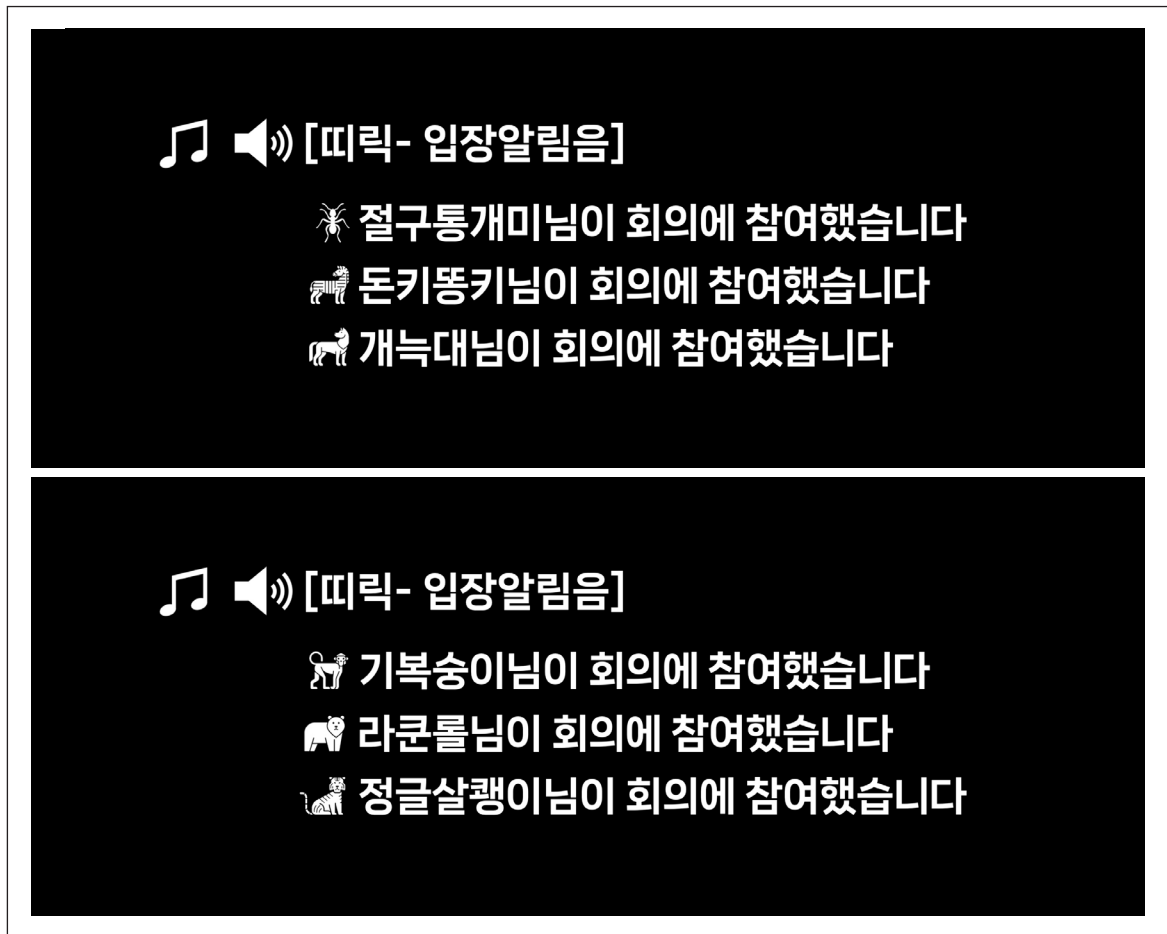 [띠릭- 입장알림음]
절구통개미님이 회의에 참여했습니다
돈키똥키님이 회의에 참여했습니다
개늑대님이 회의에 참여했습니다
[띠릭- 입장알림음]
기복숭이님이 회의에 참여했습니다
라쿤롤님이 회의에 참여했습니다
정글살쾡이님이 회의에 참여했습니다